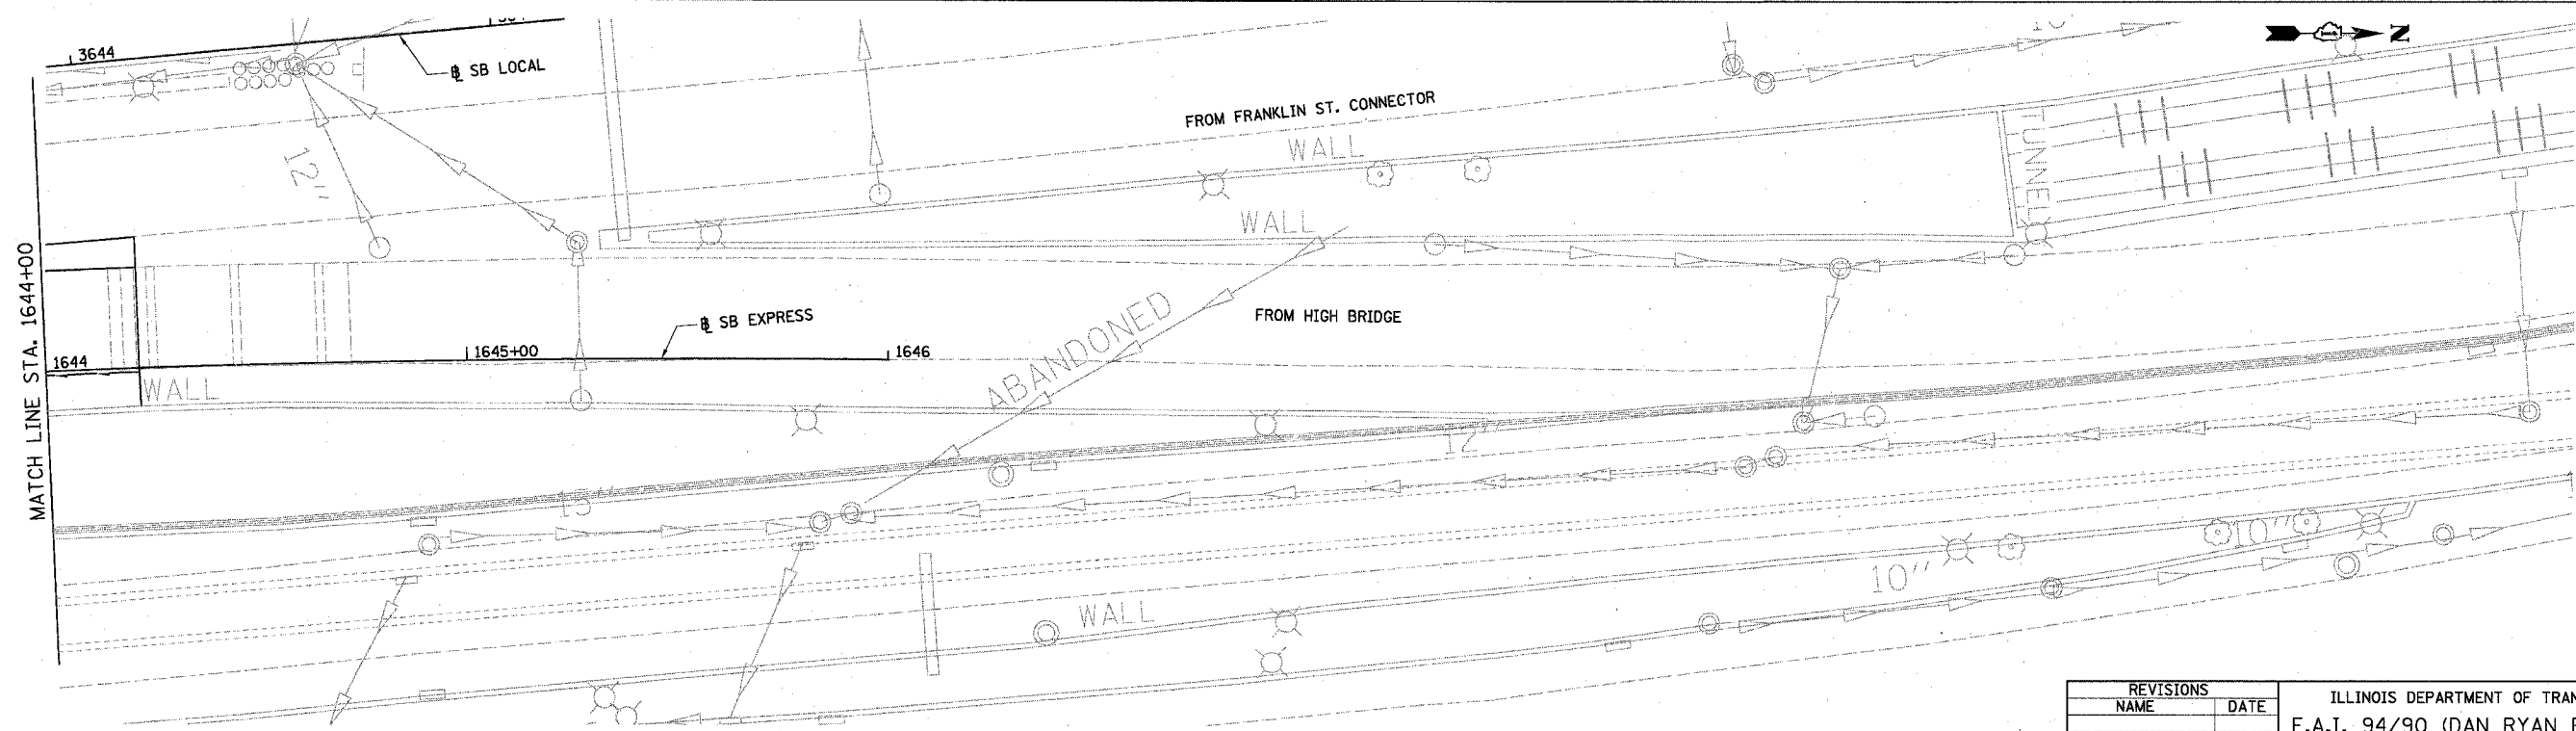 3644
℄ SB LOCAL
N
FROM FRANKLIN ST. CONNECTOR
WALL
TUNNEL
12"
WALL
MATCH LINE STA. 1644+00
ABANDONED
FROM HIGH BRIDGE
℄ SB EXPRESS
1644
1645+00
1646
WALL
12"
15"
10"
10"
WALL
REVISIONS
NAME DATE
ILLINOIS DEPARTMENT OF TRAN
F.A.I. 94/90 (DAN RYAN E